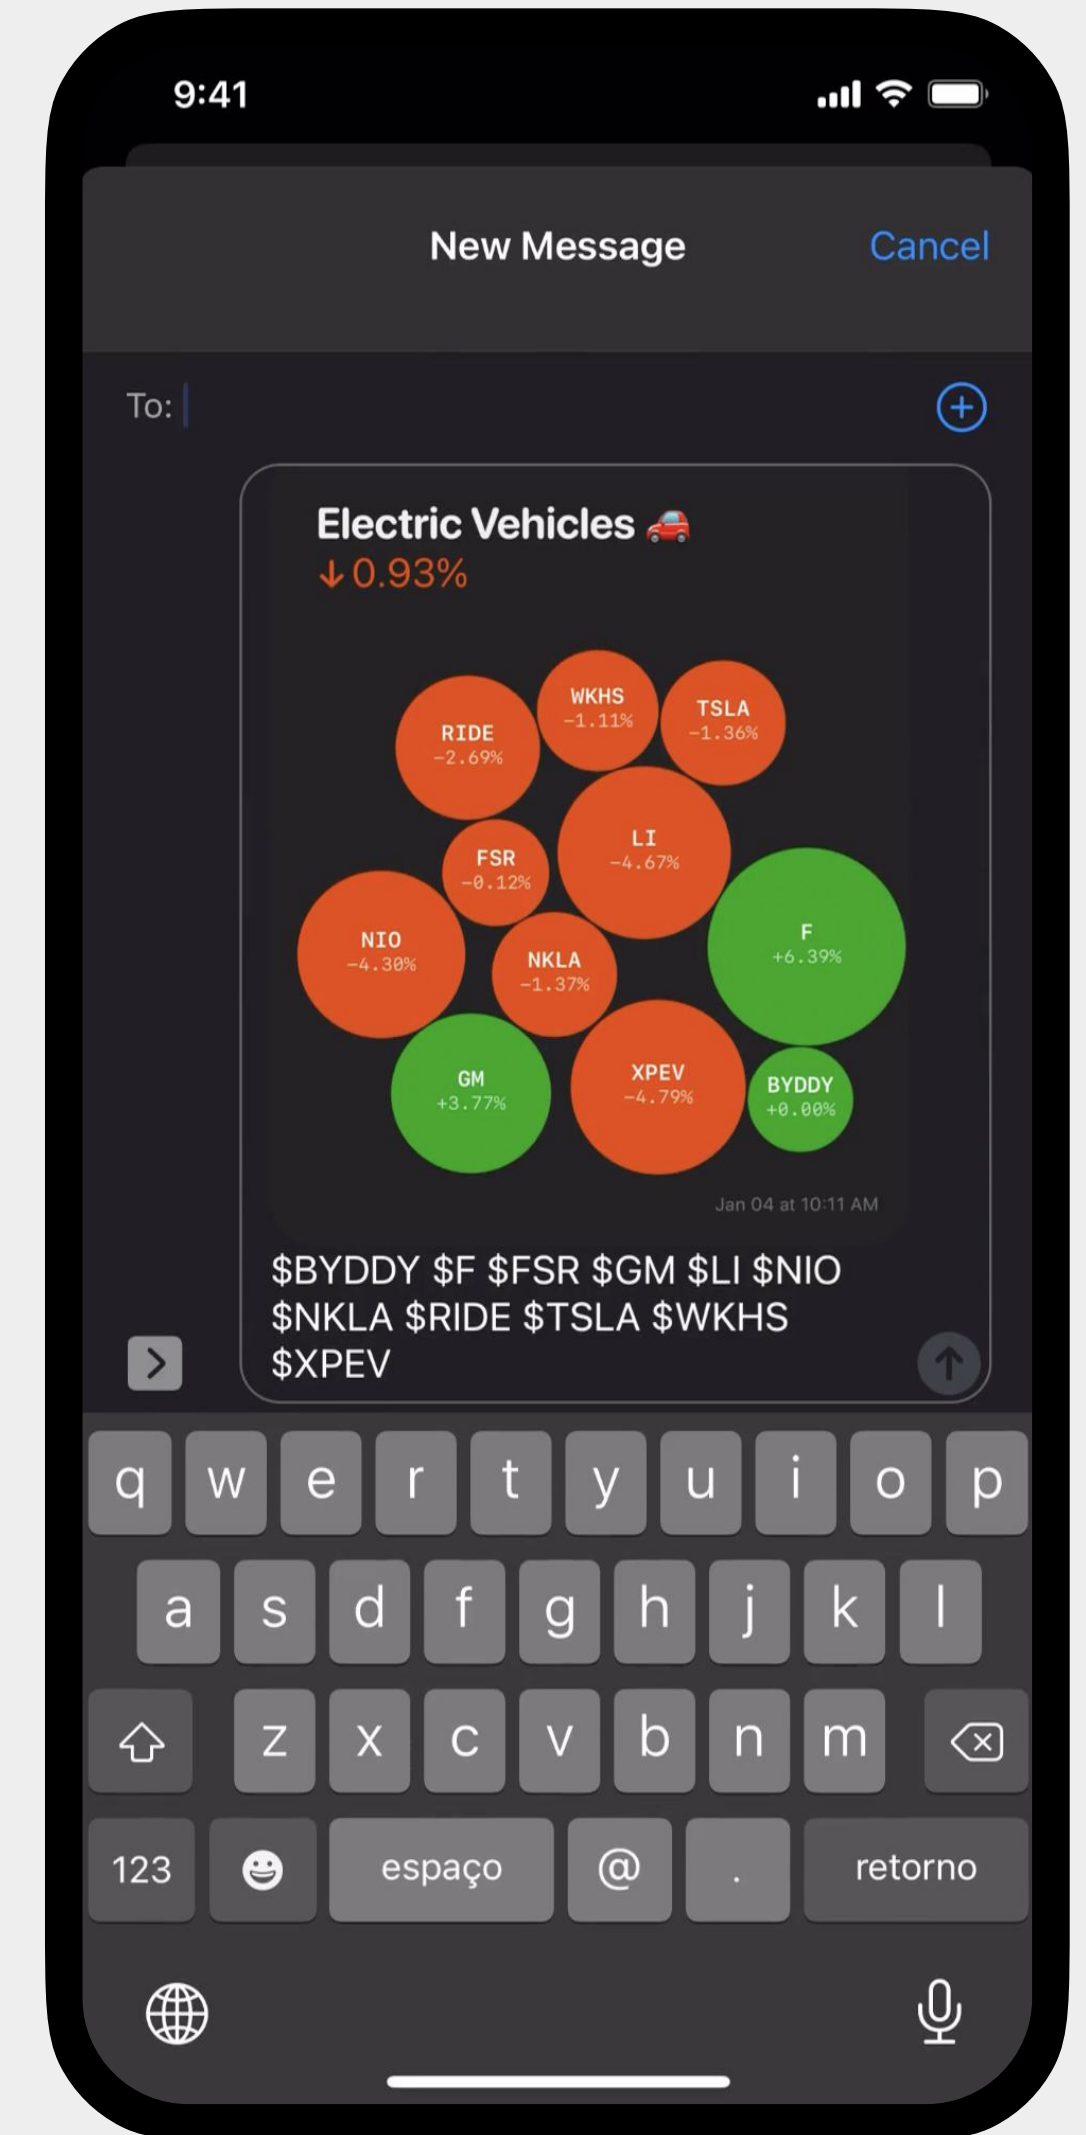 9:41
New Message
Cancel
To:
Electric Vehicles 🚗
↓0.93%
WKHS
-1.11%
TSLA
-1.36%
RIDE
-2.69%
LI
-4.67%
FSR
-0.12%
F
+6.39%
NIO
-4.30%
NKLA
-1.37%
XPEV
-4.79%
GM
+3.77%
BYDDY
+0.00%
Jan 04 at 10:11 AM
$BYDDY $F $FSR $GM $LI $NIO
$NKLA $RIDE $TSLA $WKHS
$XPEV
q w e r t y u i o p
a s d f g h j k l
z x c v b n m
123 espaço @ . retorno